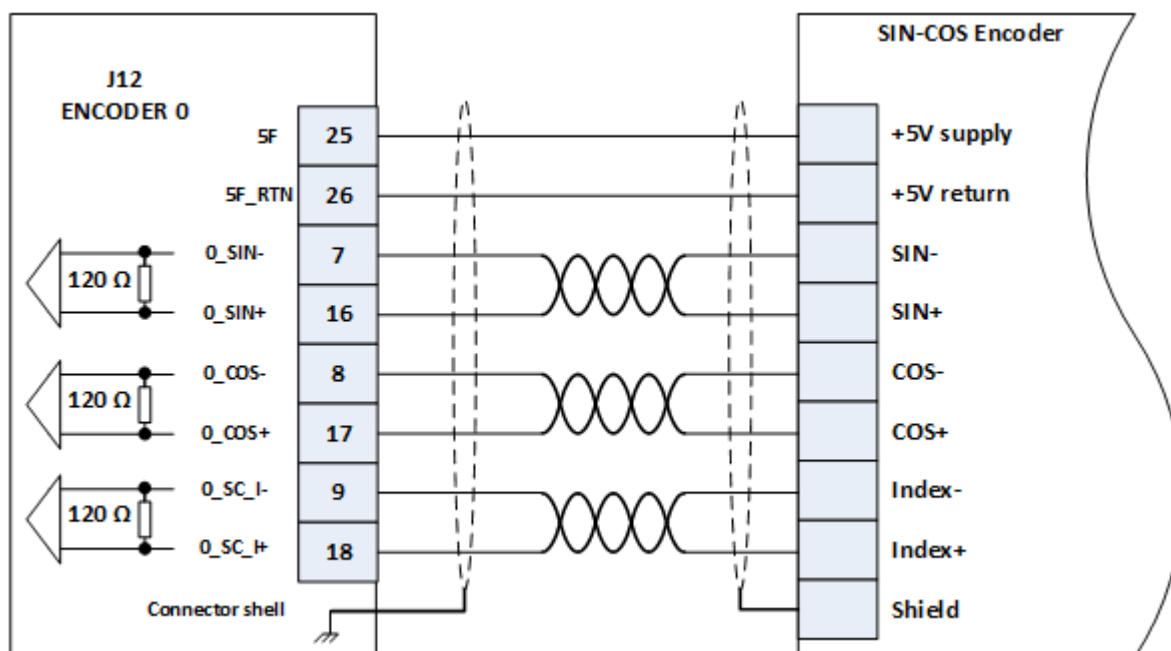 SIN-COS Encoder
J12
ENCODER 0
5F 25 +5V supply
5F_RTN 26 +5V return
0_SIN- 7 SIN-
120 Ω
0_SIN+ 16 SIN+
0_COS- 8 COS-
120 Ω
0_COS+ 17 COS+
0_SC_I- 9 Index-
120 Ω
0_SC_I+ 18 Index+
Connector shell Shield